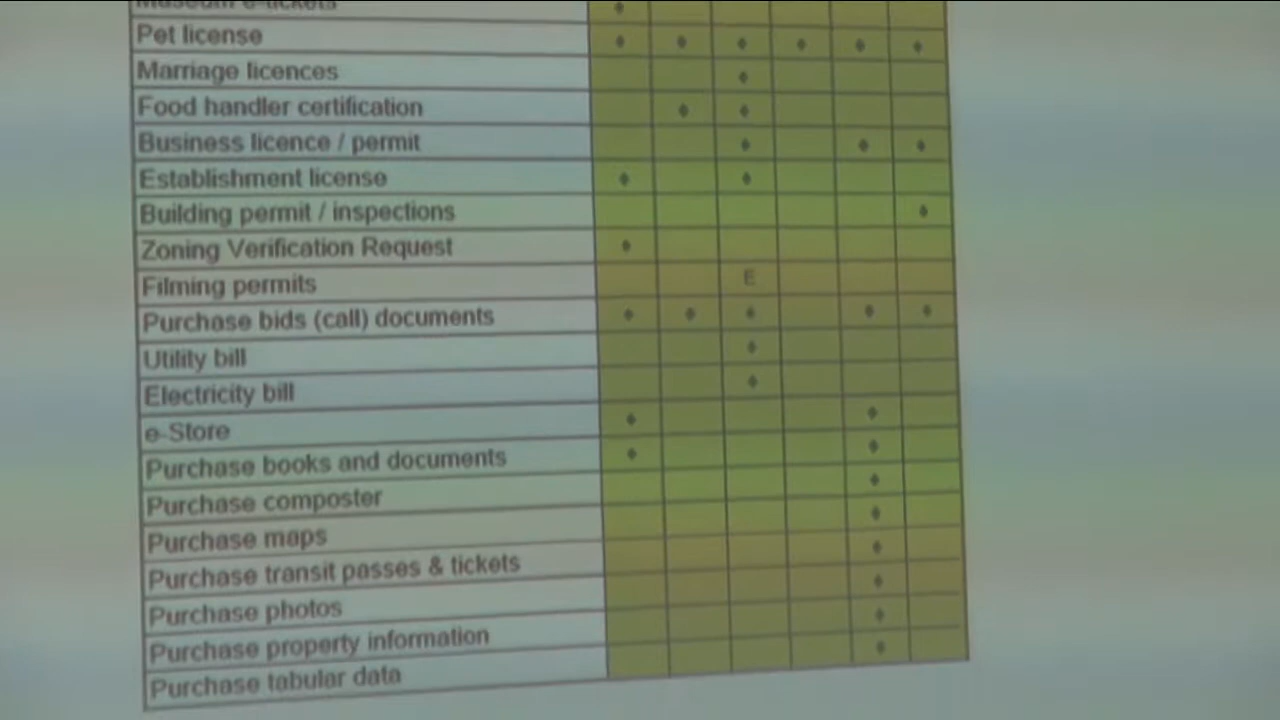 Museum e-tickets
Pet license
Marriage licences
Food handler certification
Business licence / permit
Establishment license
Building permit / inspections
Zoning Verification Request
Filming permits E
Purchase bids (call) documents
Utility bill
Electricity bill
e-Store
Purchase books and documents
Purchase composter
Purchase maps
Purchase transit passes & tickets
Purchase photos
Purchase property information
Purchase tabular data